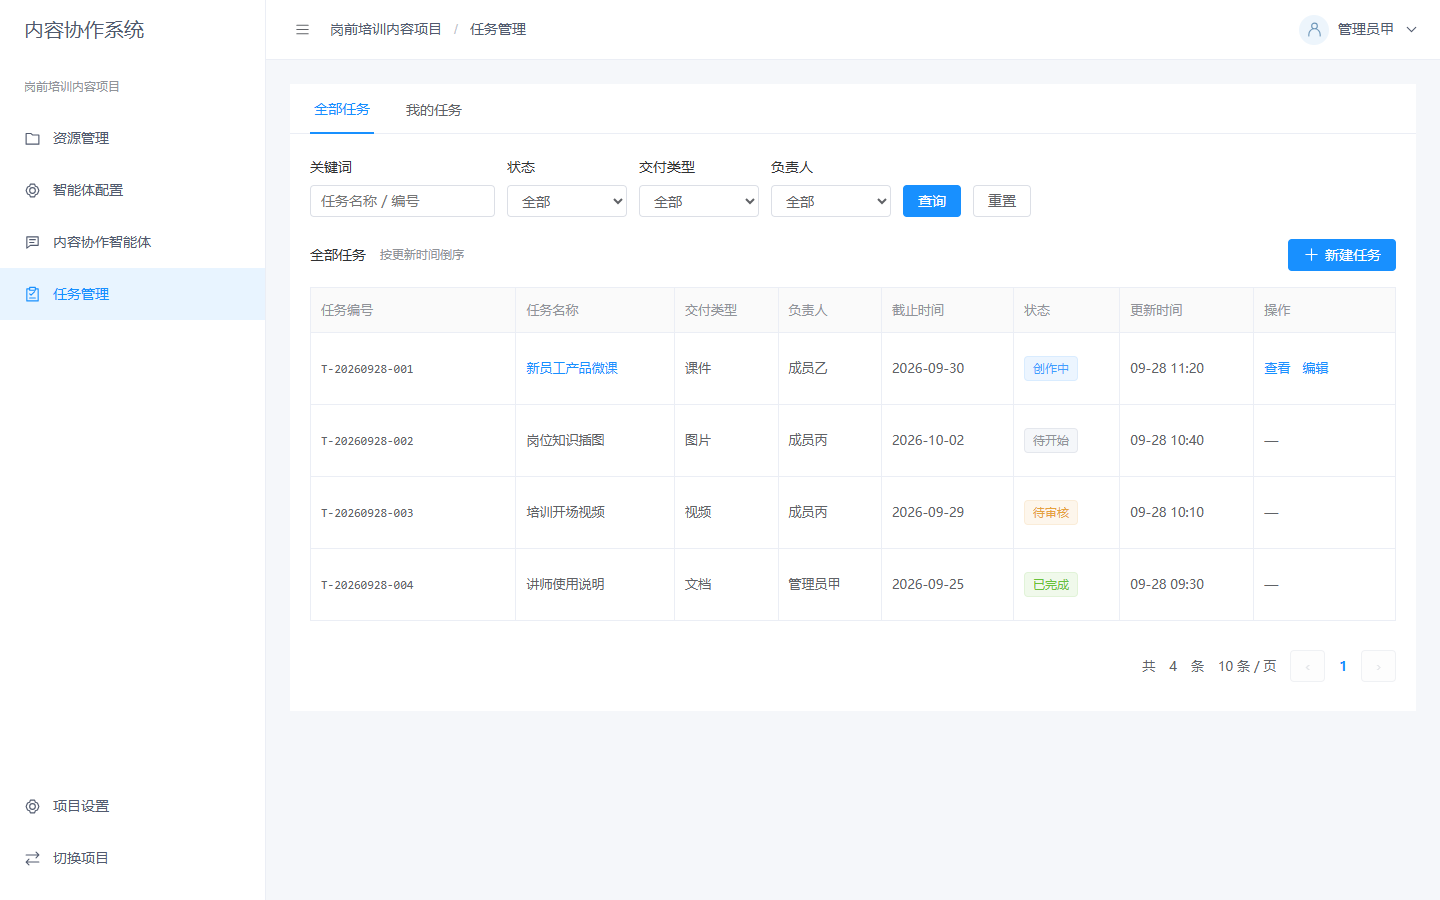 内容协作系统
岗前培训内容项目 / 任务管理
管理员甲
岗前培训内容项目
资源管理
智能体配置
内容协作智能体
任务管理
项目设置
切换项目
全部任务 我的任务
关键词 状态 交付类型 负责人
任务名称 / 编号 全部 全部 全部 查询 重置
全部任务 按更新时间倒序 新建任务
任务编号 任务名称 交付类型 负责人 截止时间 状态 更新时间 操作
T-20260928-001 新员工产品微课 课件 成员乙 2026-09-30 创作中 09-28 11:20 查看 编辑
T-20260928-002 岗位知识插图 图片 成员丙 2026-10-02 待开始 09-28 10:40 —
T-20260928-003 培训开场视频 视频 成员丙 2026-09-29 待审核 09-28 10:10 —
T-20260928-004 讲师使用说明 文档 管理员甲 2026-09-25 已完成 09-28 09:30 —
共 4 条 10 条 / 页 ‹ 1 ›